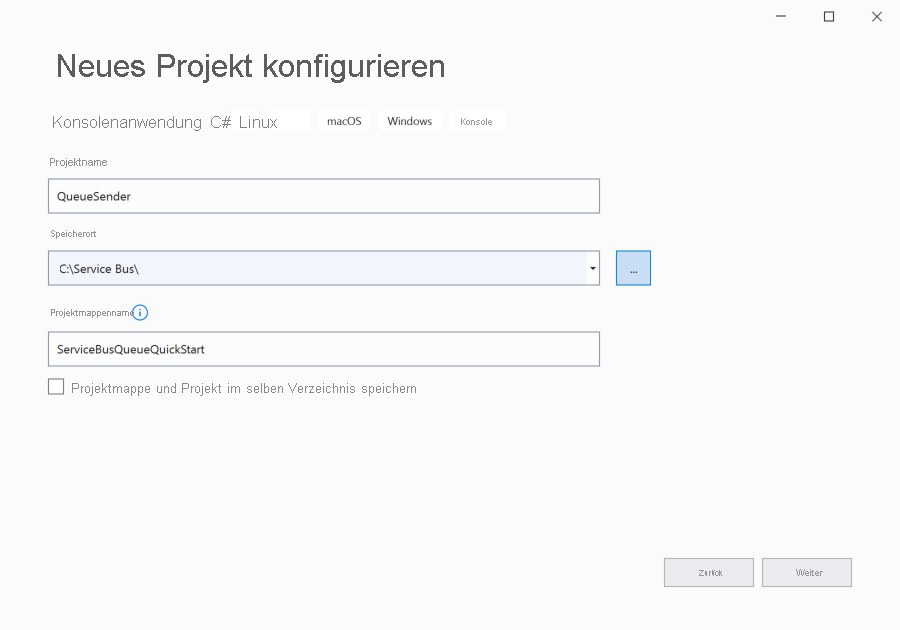 Neues Projekt konfigurieren
Konsolenanwendung C# Linux macOS Windows Konsole
Projektname
QueueSender
Speicherort
C:\Service Bus\
...
Projektmappenname
ServiceBusQueueQuickStart
Projektmappe und Projekt im selben Verzeichnis speichern
Zurück Weiter